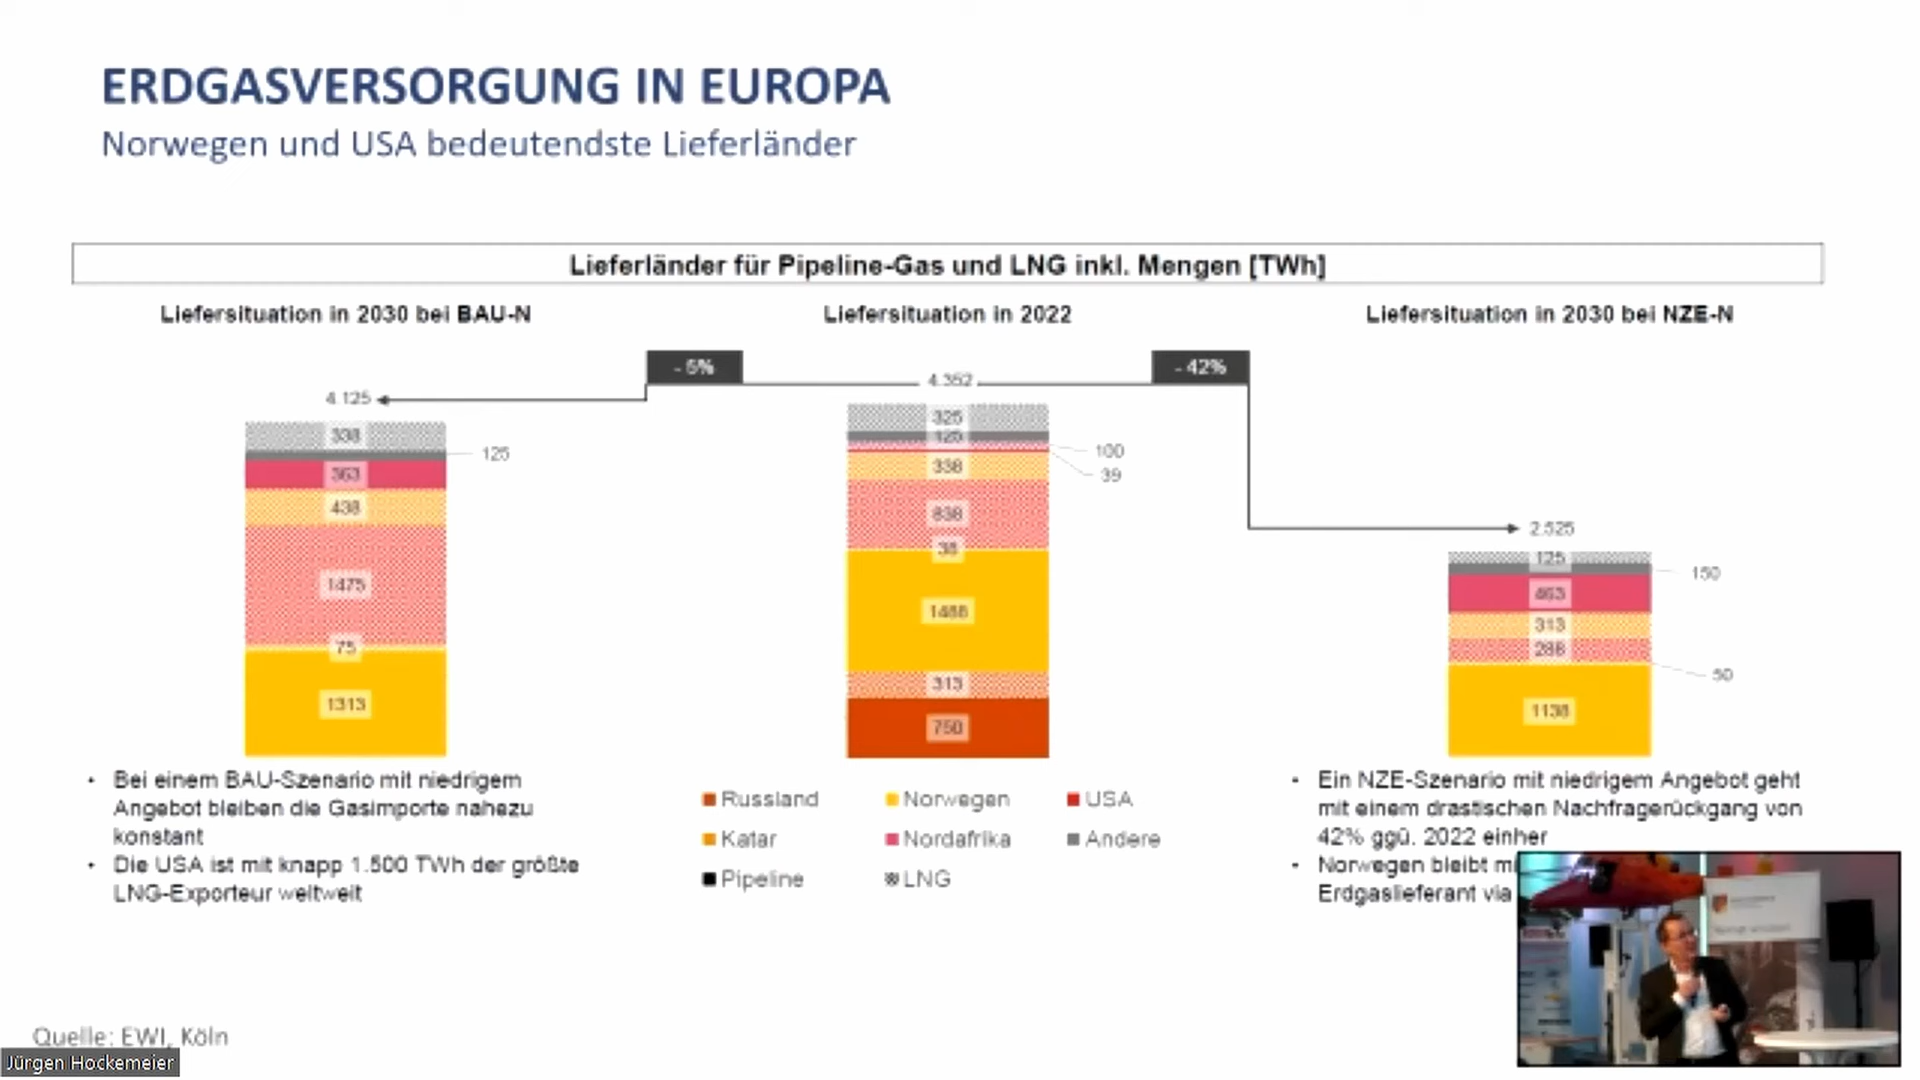 ERDGASVERSORGUNG IN EUROPA
Norwegen und USA bedeutendste Lieferländer
Lieferländer für Pipeline-Gas und LNG inkl. Mengen [TWh]
Liefersituation in 2030 bei BAU-N
4.125
338
125
363
438
1475
75
1313
- 5%
Liefersituation in 2022
4.352
325
125
100
39
338
838
38
1488
313
750
- 42%
Liefersituation in 2030 bei NZE-N
2.525
125
150
463
313
288
50
1138
• Bei einem BAU-Szenario mit niedrigem
Angebot bleiben die Gasimporte nahezu
konstant
• Die USA ist mit knapp 1.500 TWh der größte
LNG-Exporteur weltweit
Russland
Norwegen
USA
Katar
Nordafrika
Andere
Pipeline
LNG
• Ein NZE-Szenario mit niedrigem Angebot geht
mit einem drastischen Nachfragerückgang von
42% ggü. 2022 einher
• Norwegen bleibt
Erdgaslieferant via
Quelle: EWI, Köln
Jürgen Hockemeier